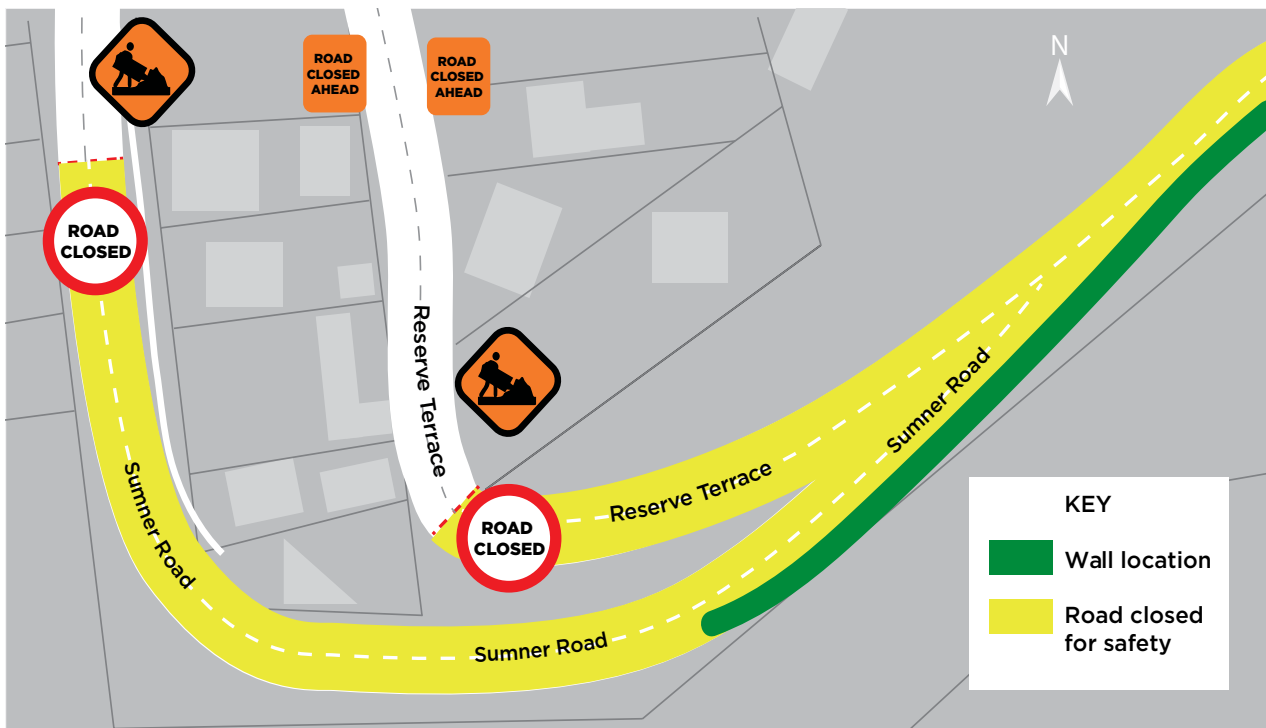 ROAD
CLOSED
AHEAD
ROAD
CLOSED
AHEAD
N
ROAD
CLOSED
Reserve Terrace
Sumner Road
Sumner Road
Reserve Terrace
ROAD
CLOSED
Sumner Road
KEY
Wall location
Road closed
for safety